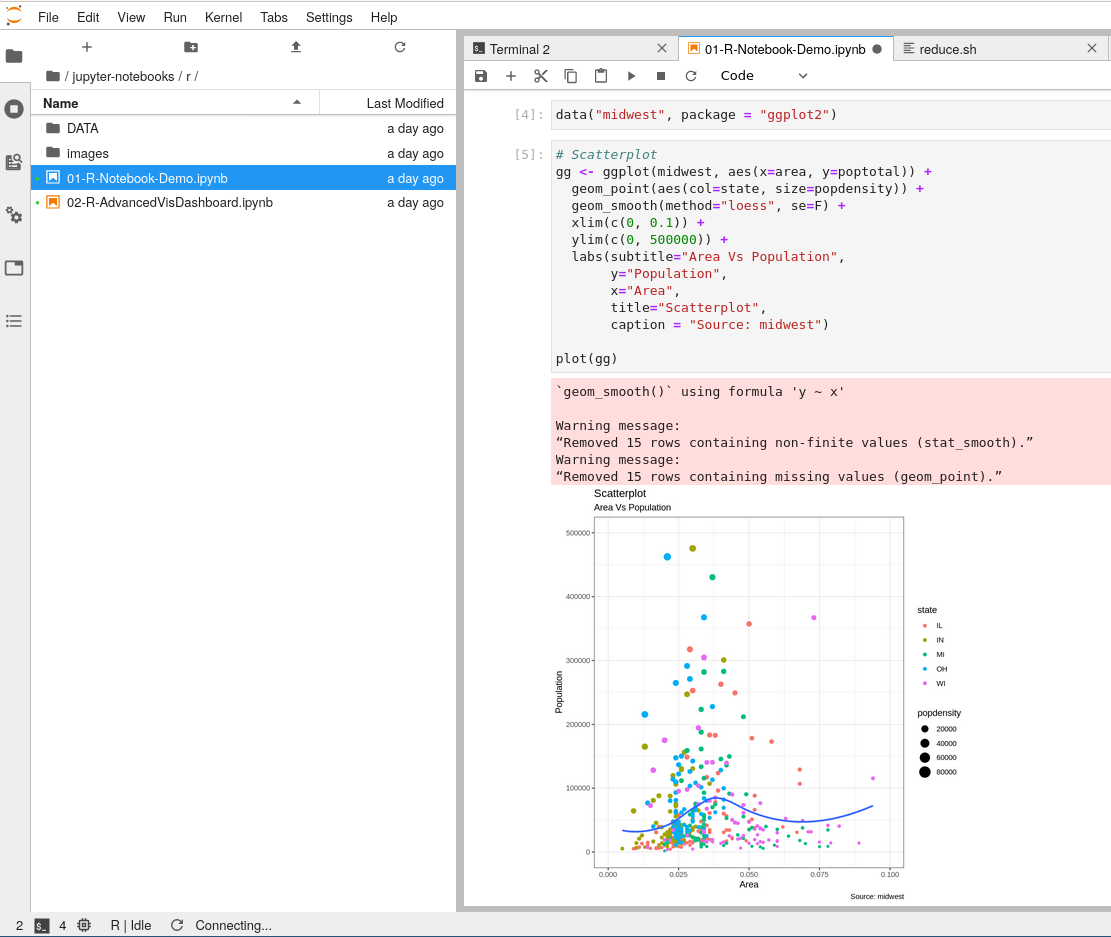 File Edit View Run Kernel Tabs Settings Help
/ jupyter-notebooks / r /
Name Last Modified
DATA a day ago
images a day ago
01-R-Notebook-Demo.ipynb a day ago
02-R-AdvancedVisDashboard.ipynb a day ago
Terminal 2 01-R-Notebook-Demo.ipynb reduce.sh
Code
[4]: data("midwest", package = "ggplot2")
[5]: # Scatterplot
gg <- ggplot(midwest, aes(x=area, y=poptotal)) +
  geom_point(aes(col=state, size=popdensity)) +
  geom_smooth(method="loess", se=F) +
  xlim(c(0, 0.1)) +
  ylim(c(0, 500000)) +
  labs(subtitle="Area Vs Population",
       y="Population",
       x="Area",
       title="Scatterplot",
       caption = "Source: midwest")
plot(gg)
`geom_smooth()` using formula 'y ~ x'
Warning message:
“Removed 15 rows containing non-finite values (stat_smooth).”
Warning message:
“Removed 15 rows containing missing values (geom_point).”
Scatterplot
Area Vs Population
500000
400000
300000
200000
100000
0
Population
0.000 0.025 0.050 0.075 0.100
Area
Source: midwest
state
IL
IN
MI
OH
WI
popdensity
20000
40000
60000
80000
2 $_ 4 R | Idle Connecting...